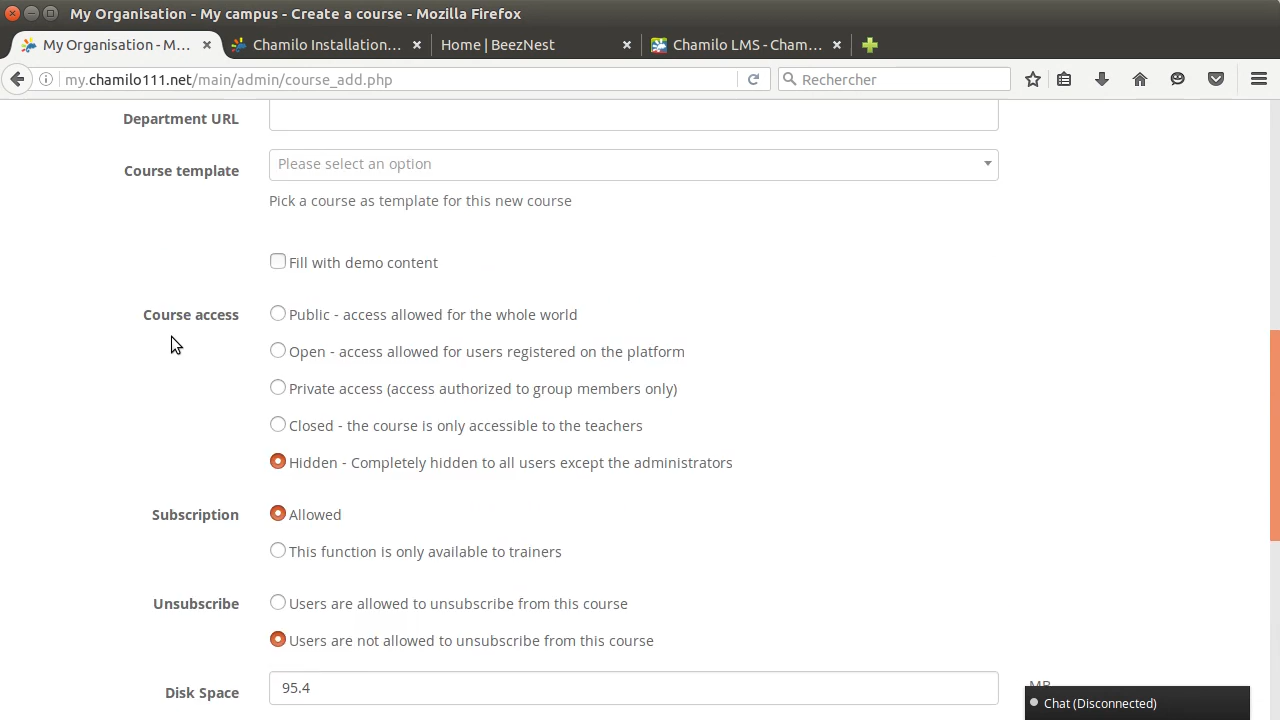 My Organisation - My campus - Create a course - Mozilla Firefox
My Organisation - M...
Chamilo Installation...
Home | BeezNest
Chamilo LMS - Cham...
my.chamilo111.net/main/admin/course_add.php
Rechercher
Department URL
Course template
Please select an option
Pick a course as template for this new course
Fill with demo content
Course access
Public - access allowed for the whole world
Open - access allowed for users registered on the platform
Private access (access authorized to group members only)
Closed - the course is only accessible to the teachers
Hidden - Completely hidden to all users except the administrators
Subscription
Allowed
This function is only available to trainers
Unsubscribe
Users are allowed to unsubscribe from this course
Users are not allowed to unsubscribe from this course
Disk Space
95.4
MB
Chat (Disconnected)